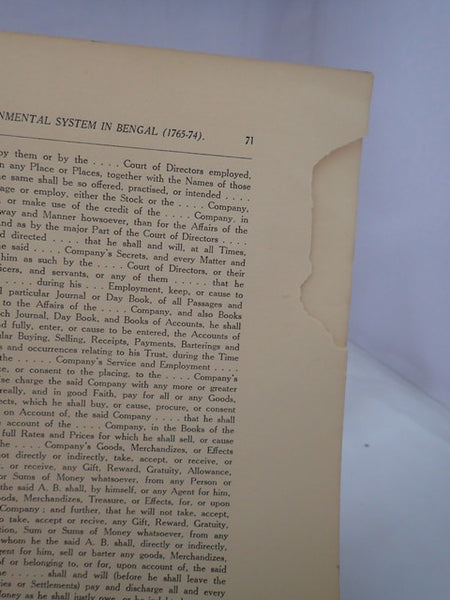 NMENTAL SYSTEM IN BENGAL (1765-74). 71
by them or by the . . . . Court of Directors employed,
n any Place or Places, together with the Names of those
he same shall be so offered, practised, or intended . . . .
age or employ, either the Stock or the . . . . Company,
, or make use of the credit of the . . . . Company, in
way and Manner howsoever, than for the Affairs of the
and as by the major Part of the Court of Directors . . . .
d directed . . . . that he shall and will, at all Times,
he said . . . . Company's Secrets, and every Matter and
him as such by the . . . . Court of Directors, or their
icers, and servants, or any of them . . . . . that he
. . . . . during his . . . Employment, keep, or cause to
l particular Journal or Day Book, of all Passages and
to the Affairs of the . . . . Company, and also Books
ch Journal, Day Book, and Books of Accounts, he shall
nd fully, enter, or cause to be entered, the Accounts of
ular Buying, Selling, Receipts, Payments, Barterings and
s and occurrences relating to his Trust, during the Time
the . . . . . Company's Service and Employment . . . .
ce, or consent to the placing, to the . . . . Company's
se charge the said Company with any more or greater
really, and in good Faith, pay for all or any Goods,
ects, which he shall buy, or cause, procure, or consent
on Account of, the said Company . . . . that he shall
e account of the . . . . Company, in the Books of the
full Rates and Prices for which he shall sell, or cause
e . . . . Company's Goods, Merchandizes, or Effects
not directly or indirectly, take, accept, or receive, or
, or receive, any Gift, Reward, Gratuity, Allowance,
or Sums of Money whatsoever, from any Person or
the said A. B. shall, by himself, or any Agent for him,
oods, Merchandizes, Treasure, or Effects, for, or upon
Company ; and further, that he will not take, accept,
o take, accept or recive, any Gift, Reward, Gratuity,
tion, Sum or Sums of Money whatsoever, from any
whom he the said A. B. shall, directly or indirectly,
gent for him, sell or barter any goods, Merchandizes,
of or belonging to, or for, upon account of, the said
he . . . . . shall and will (before he shall leave the
ries or Settlements) pay and discharge all and every
Money as he shall justly owe, or